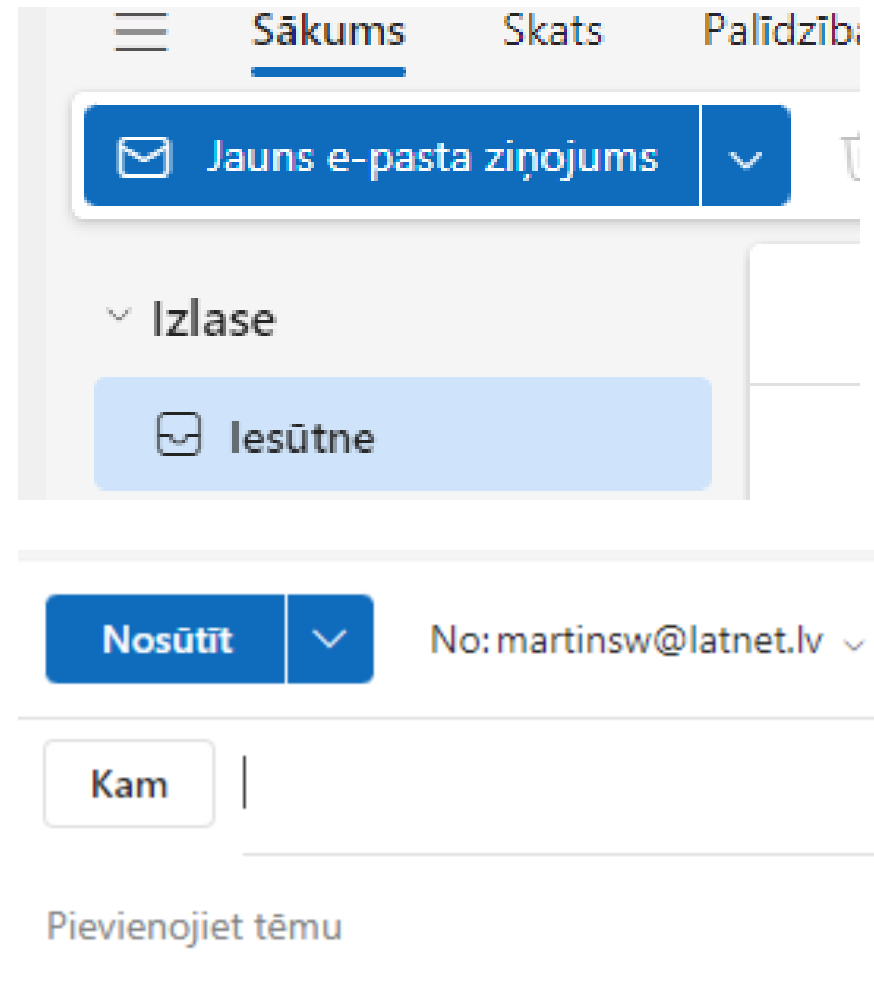 Sākums Skats Palīdzība
Jauns e-pasta ziņojums
Izlase
Iesūtne
Nosūtīt No: martinsw@latnet.lv
Kam
Pievienojiet tēmu